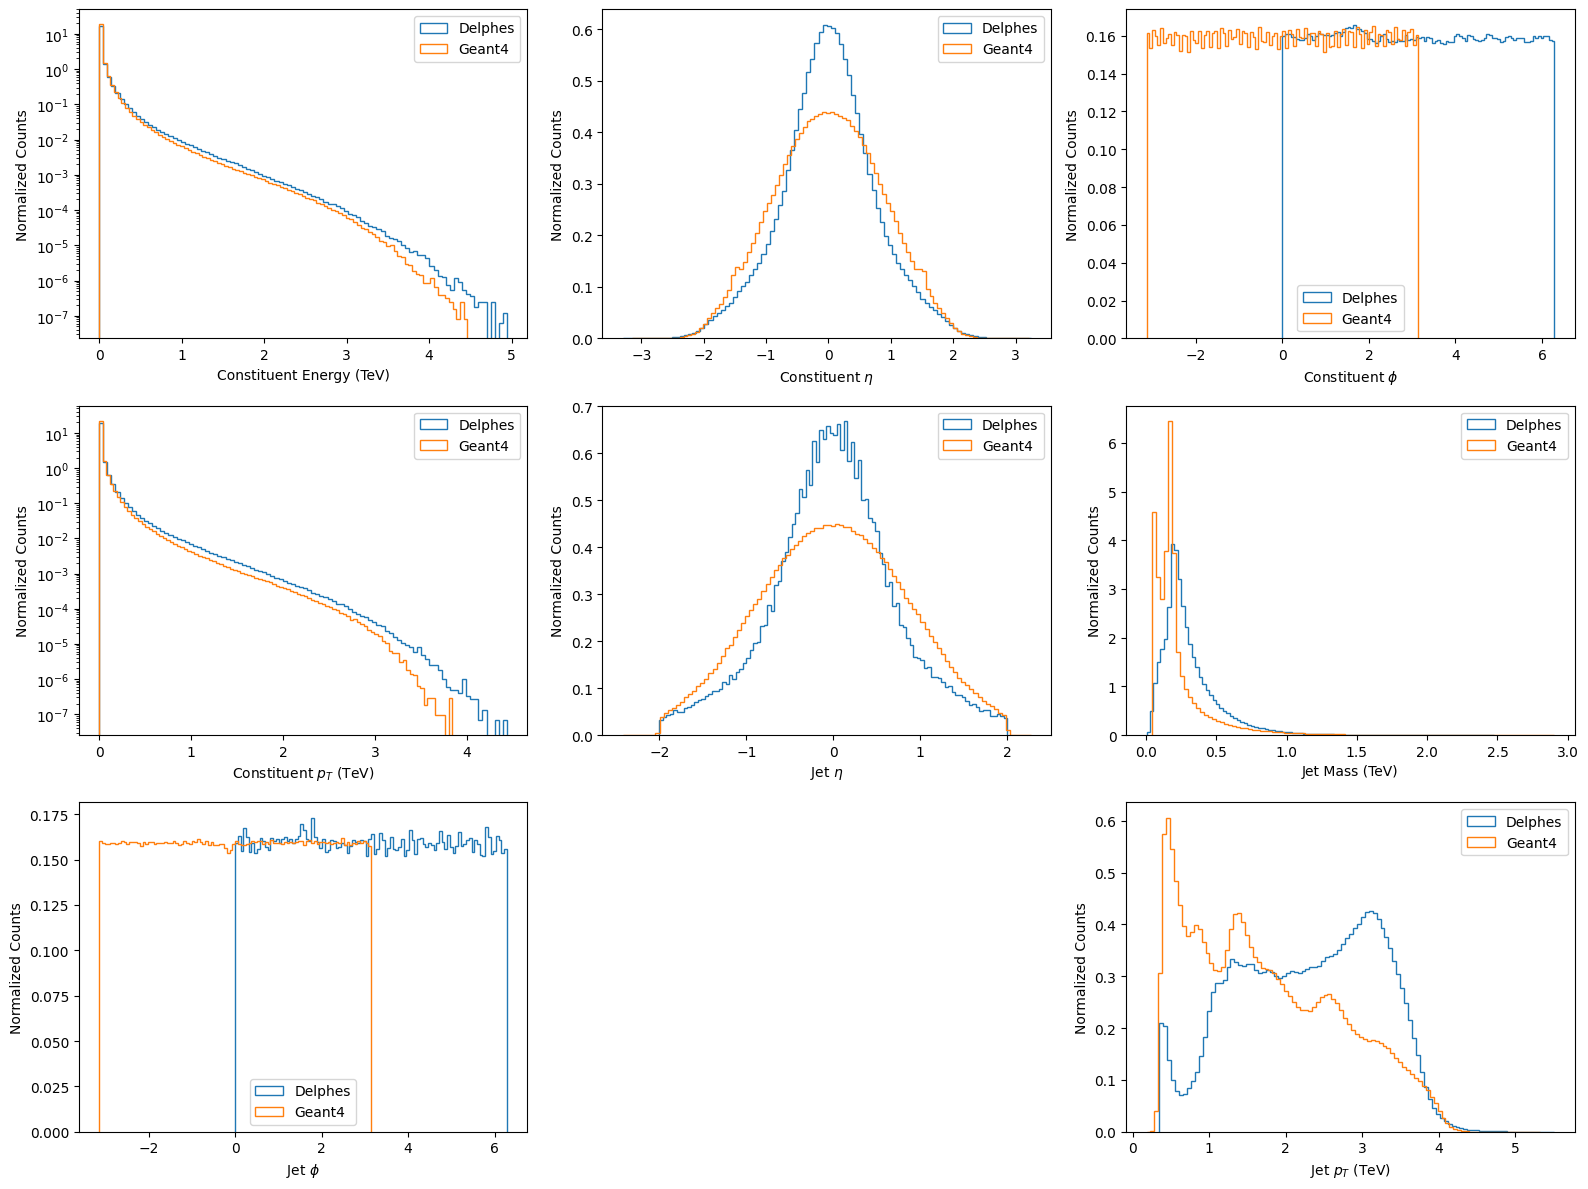 Normalized Counts
10^1
10^0
10^-1
10^-2
10^-3
10^-4
10^-5
10^-6
10^-7
Delphes
Geant4
0 1 2 3 4 5
Constituent Energy (TeV)
Normalized Counts
0.6
0.5
0.4
0.3
0.2
0.1
0.0
Delphes
Geant4
−3 −2 −1 0 1 2 3
Constituent η
Normalized Counts
0.16
0.14
0.12
0.10
0.08
0.06
0.04
0.02
0.00
Delphes
Geant4
−2 0 2 4 6
Constituent ϕ
Normalized Counts
10^1
10^0
10^-1
10^-2
10^-3
10^-4
10^-5
10^-6
10^-7
Delphes
Geant4
0 1 2 3 4
Constituent p_T (TeV)
Normalized Counts
0.7
0.6
0.5
0.4
0.3
0.2
0.1
0.0
Delphes
Geant4
−2 −1 0 1 2
Jet η
Normalized Counts
6
5
4
3
2
1
0
Delphes
Geant4
0.0 0.5 1.0 1.5 2.0 2.5 3.0
Jet Mass (TeV)
Normalized Counts
0.175
0.150
0.125
0.100
0.075
0.050
0.025
0.000
Delphes
Geant4
−2 0 2 4 6
Jet ϕ
Normalized Counts
0.6
0.5
0.4
0.3
0.2
0.1
0.0
Delphes
Geant4
0 1 2 3 4 5
Jet p_T (TeV)